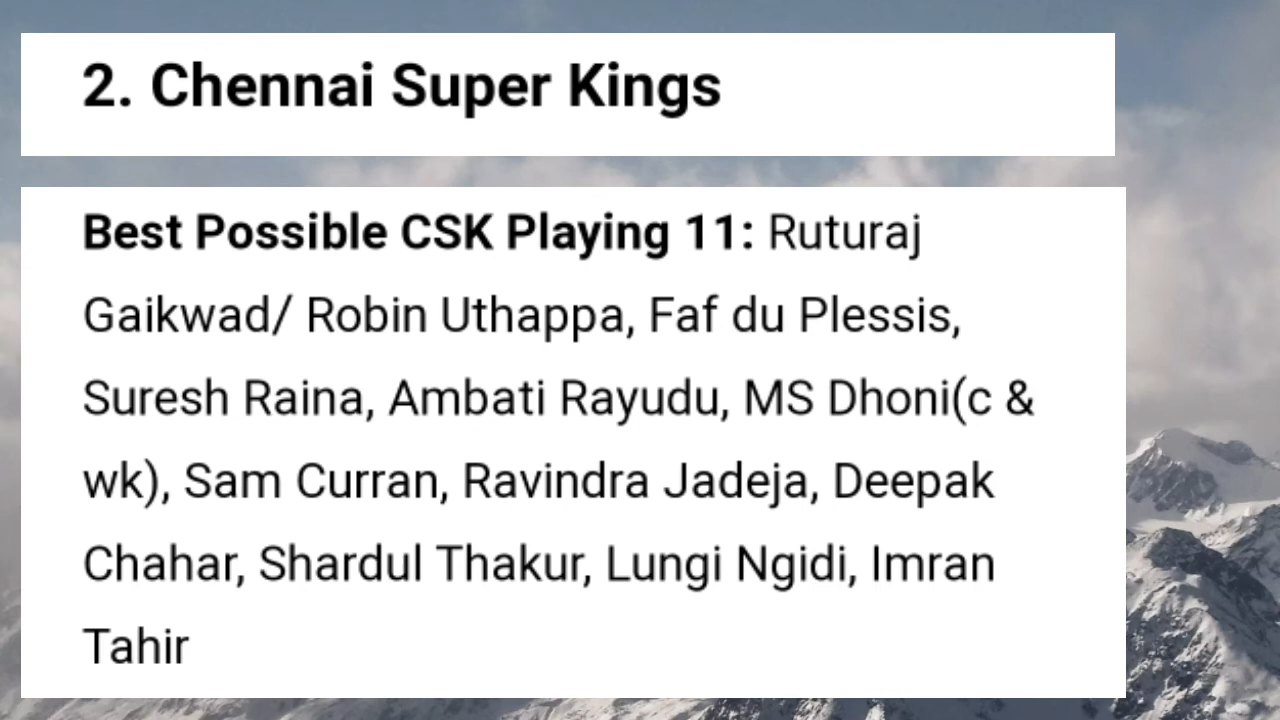 2. Chennai Super Kings
Best Possible CSK Playing 11: Ruturaj
Gaikwad/ Robin Uthappa, Faf du Plessis,
Suresh Raina, Ambati Rayudu, MS Dhoni(c &
wk), Sam Curran, Ravindra Jadeja, Deepak
Chahar, Shardul Thakur, Lungi Ngidi, Imran
Tahir